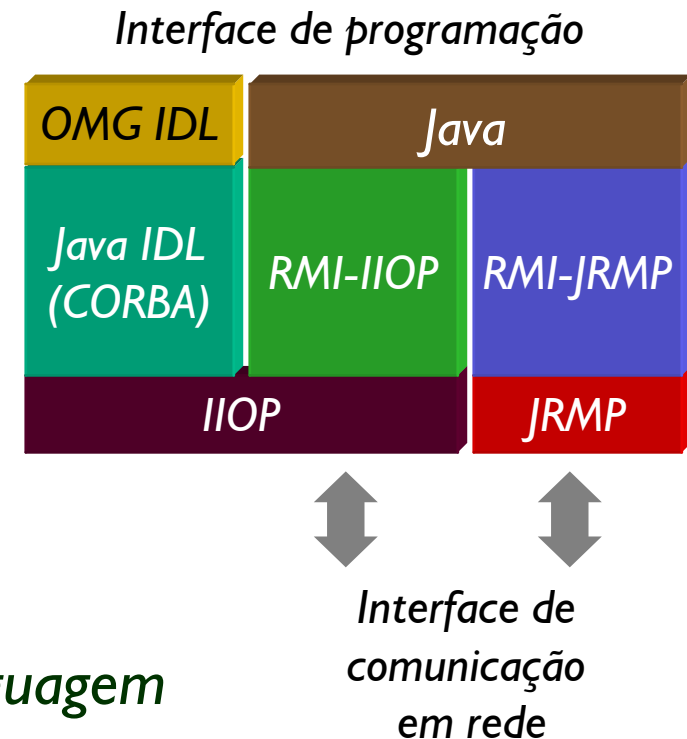 Interface de programação
OMG IDL
Java
Java IDL
(CORBA)
RMI-IIOP
RMI-JRMP
IIOP
JRMP
Interface de
comunicação
em rede